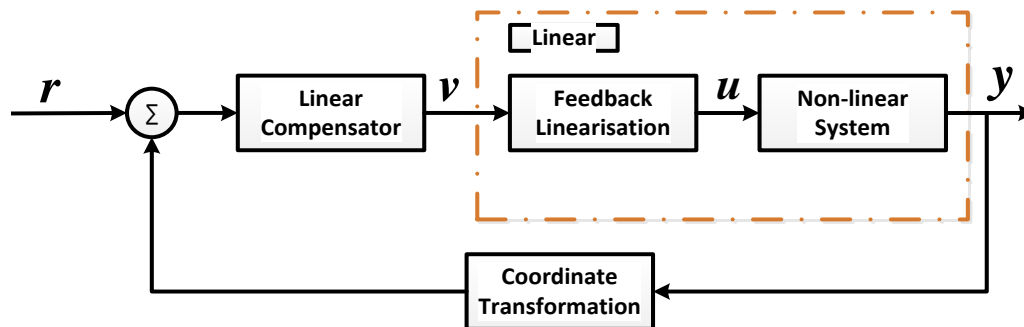 Linear
r
Σ
Linear
Compensator
v
Feedback
Linearisation
u
Non-linear
System
y
Coordinate
Transformation